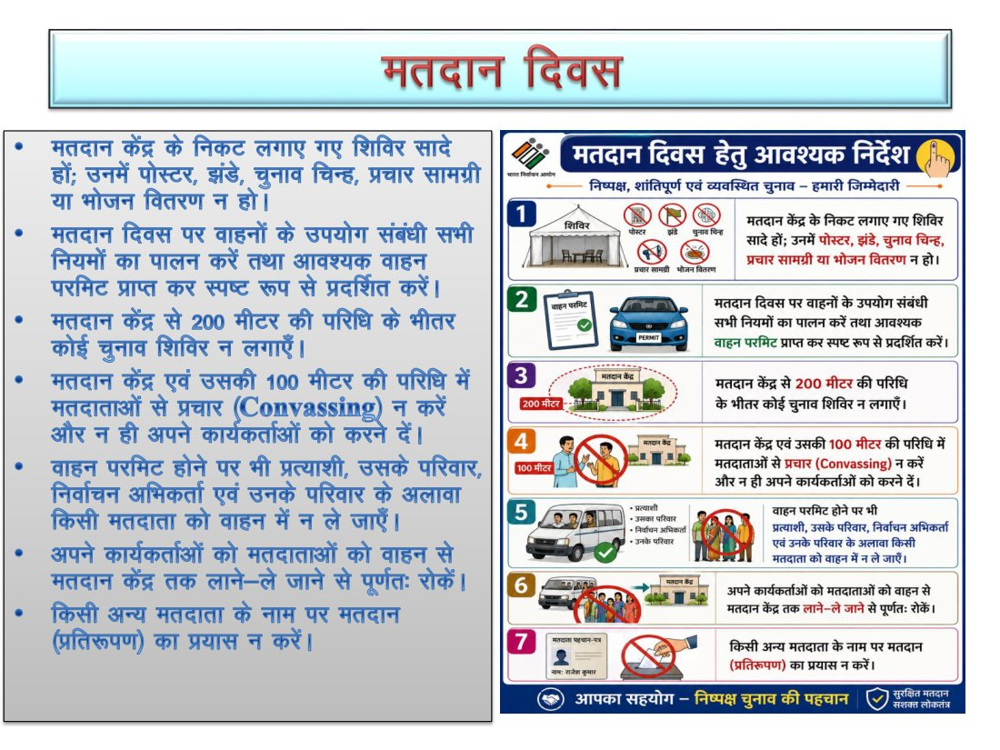 मतदान दिवस
• मतदान केंद्र के निकट लगाए गए शिविर सादे
हों; उनमें पोस्टर, झंडे, चुनाव चिन्ह, प्रचार सामग्री
या भोजन वितरण न हो।
• मतदान दिवस पर वाहनों के उपयोग संबंधी सभी
नियमों का पालन करें तथा आवश्यक वाहन
परमिट प्राप्त कर स्पष्ट रूप से प्रदर्शित करें।
• मतदान केंद्र से 200 मीटर की परिधि के भीतर
कोई चुनाव शिविर न लगाएँ।
• मतदान केंद्र एवं उसकी 100 मीटर की परिधि में
मतदाताओं से प्रचार (Convassing) न करें
और न ही अपने कार्यकर्ताओं को करने दें।
• वाहन परमिट होने पर भी प्रत्याशी, उसके परिवार,
निर्वाचन अभिकर्ता एवं उनके परिवार के अलावा
किसी मतदाता को वाहन में न ले जाएँ।
• अपने कार्यकर्ताओं को मतदाताओं को वाहन से
मतदान केंद्र तक लाने–ले जाने से पूर्णतः रोकें।
• किसी अन्य मतदाता के नाम पर मतदान
(प्रतिरूपण) का प्रयास न करें।
भारत निर्वाचन आयोग
मतदान दिवस हेतु आवश्यक निर्देश
निष्पक्ष, शांतिपूर्ण एवं व्यवस्थित चुनाव – हमारी जिम्मेदारी
1
शिविर
पोस्टर झंडे चुनाव चिन्ह
प्रचार सामग्री भोजन वितरण
मतदान केंद्र के निकट लगाए गए शिविर
सादे हों; उनमें पोस्टर, झंडे, चुनाव चिन्ह,
प्रचार सामग्री या भोजन वितरण न हो।
2
वाहन परमिट
PERMIT
मतदान दिवस पर वाहनों के उपयोग संबंधी
सभी नियमों का पालन करें तथा आवश्यक
वाहन परमिट प्राप्त कर स्पष्ट रूप से प्रदर्शित करें।
3
मतदान केंद्र
200 मीटर
मतदान केंद्र से 200 मीटर की परिधि
के भीतर कोई चुनाव शिविर न लगाएँ।
4
मतदान केंद्र
100 मीटर
मतदान केंद्र एवं उसकी 100 मीटर की परिधि में
मतदाताओं से प्रचार (Convassing) न करें
और न ही अपने कार्यकर्ताओं को करने दें।
5
• प्रत्याशी
• उसका परिवार
• निर्वाचन अभिकर्ता
• उनके परिवार
वाहन परमिट होने पर भी
प्रत्याशी, उसके परिवार, निर्वाचन अभिकर्ता
एवं उनके परिवार के अलावा किसी
मतदाता को वाहन में न ले जाएँ।
6
मतदान केंद्र
अपने कार्यकर्ताओं को मतदाताओं को वाहन से
मतदान केंद्र तक लाने–ले जाने से पूर्णतः रोकें।
7
मतदाता पहचान-पत्र
नाम: राजेश कुमार
किसी अन्य मतदाता के नाम पर मतदान
(प्रतिरूपण) का प्रयास न करें।
आपका सहयोग – निष्पक्ष चुनाव की पहचान
सुरक्षित मतदान
सशक्त लोकतंत्र